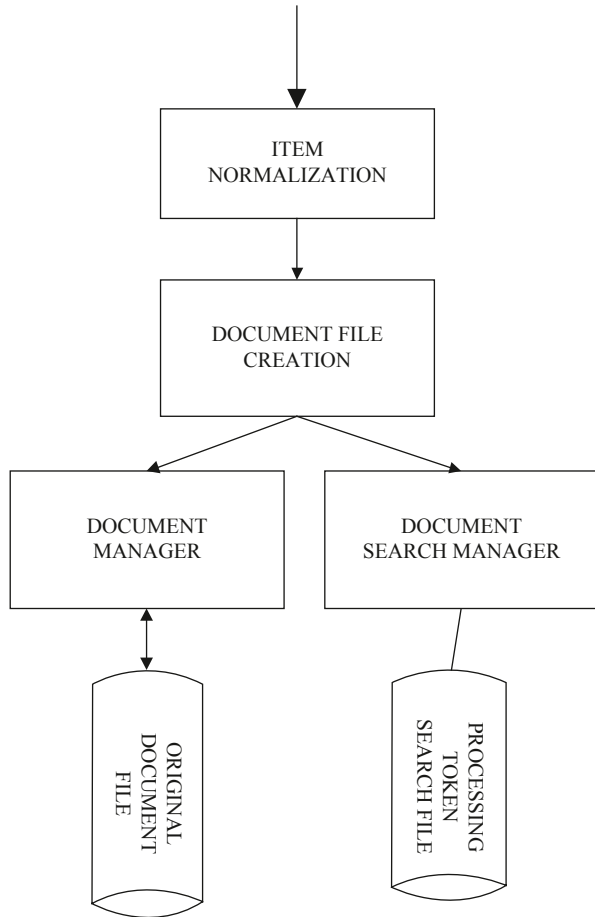 ITEM
NORMALIZATION
DOCUMENT FILE
CREATION
DOCUMENT
MANAGER
DOCUMENT
SEARCH MANAGER
ORIGINAL
DOCUMENT
FILE
PROCESSING
TOKEN
SEARCH FILE